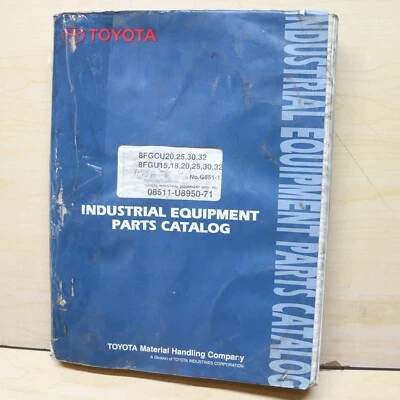 TOYOTA
8FGCU20,25,30,32
8FGU15,18,20,25,30,32
No.G851-1
08511-U8950-71
INDUSTRIAL EQUIPMENT
PARTS CATALOG
TOYOTA Material Handling Company
A Division of TOYOTA INDUSTRIES CORPORATION
INDUSTRIAL EQUIPMENT PARTS CATALOG